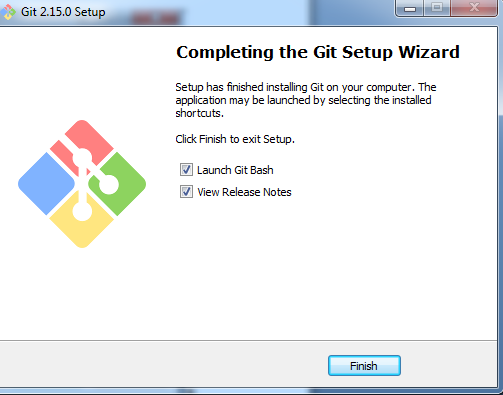 Git 2.15.0 Setup
Completing the Git Setup Wizard
Setup has finished installing Git on your computer. The
application may be launched by selecting the installed
shortcuts.
Click Finish to exit Setup.
Launch Git Bash
View Release Notes
Finish